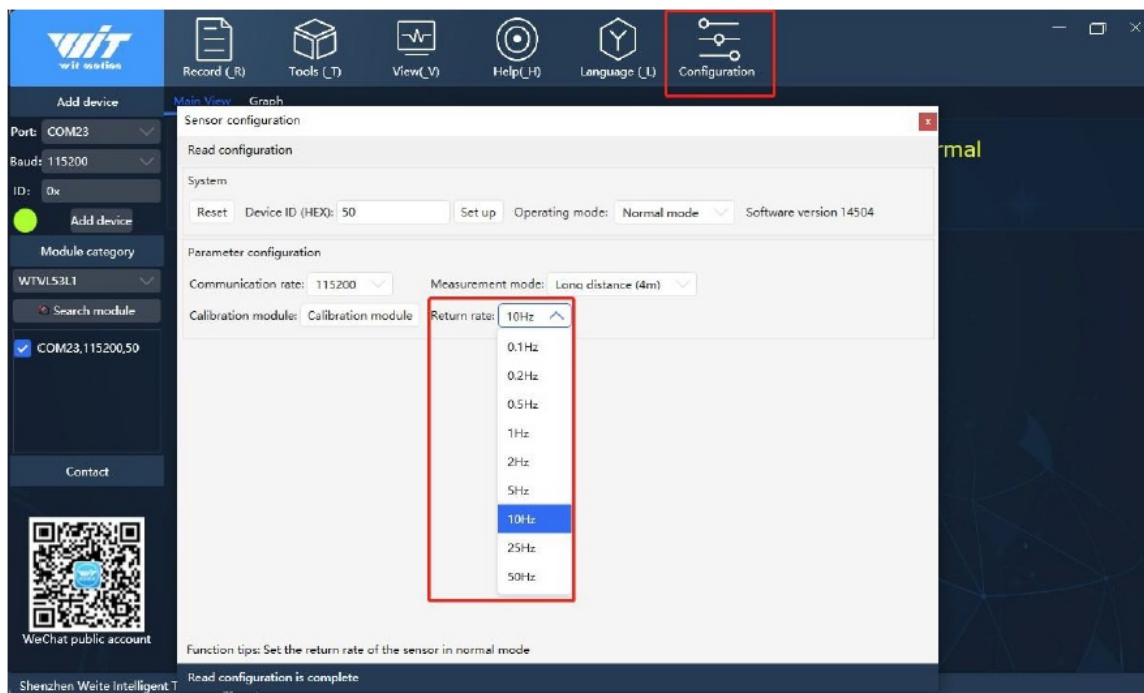 WiT
wit motion
Record (_R)
Tools (_T)
View(_V)
Help(_H)
Language (_L)
Configuration
Add device
Main View Graph
Port: COM23
Baud: 115200
ID: 0x
Add device
Module category
WTVL53L1
Search module
COM23,115200,50
Contact
WeChat public account
Shenzhen Weite Intelligent T
Sensor configuration
x
rmal
Read configuration
System
Reset Device ID (HEX): 50 Set up Operating mode: Normal mode Software version 14504
Parameter configuration
Communication rate: 115200 Measurement mode: Long distance (4m)
Calibration module: Calibration module Return rate: 10Hz
0.1Hz
0.2Hz
0.5Hz
1Hz
2Hz
5Hz
10Hz
25Hz
50Hz
Function tips: Set the return rate of the sensor in normal mode
Read configuration is complete